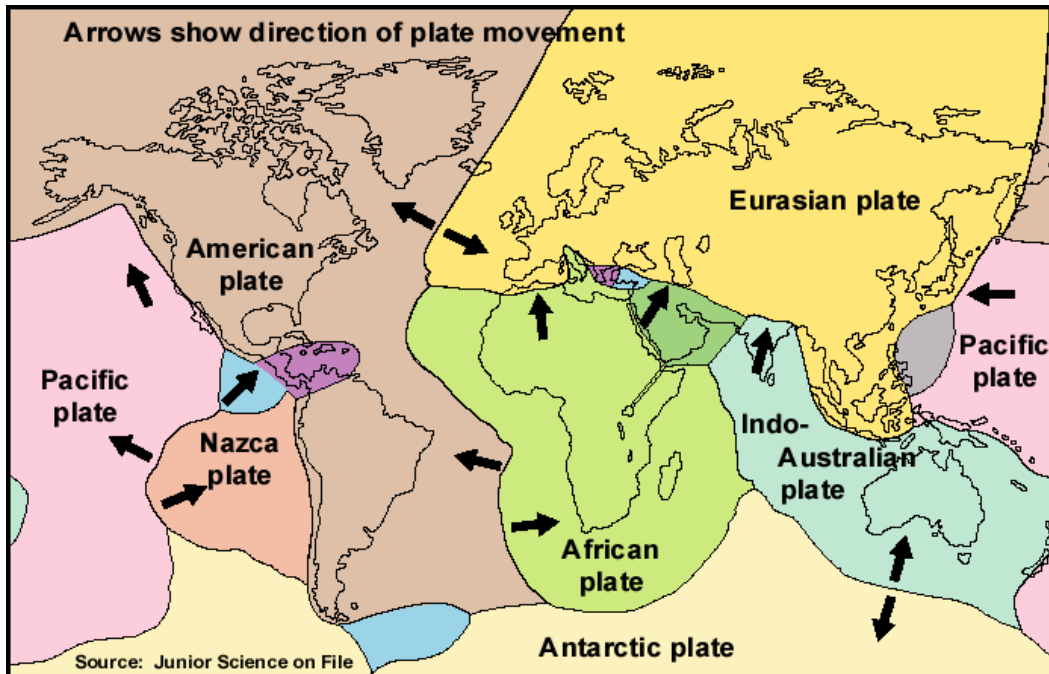 Arrows show direction of plate movement
Eurasian plate
American
plate
Pacific
plate
Pacific
plate
Nazca
plate
Indo-
Australian
plate
African
plate
Antarctic plate
Source: Junior Science on File